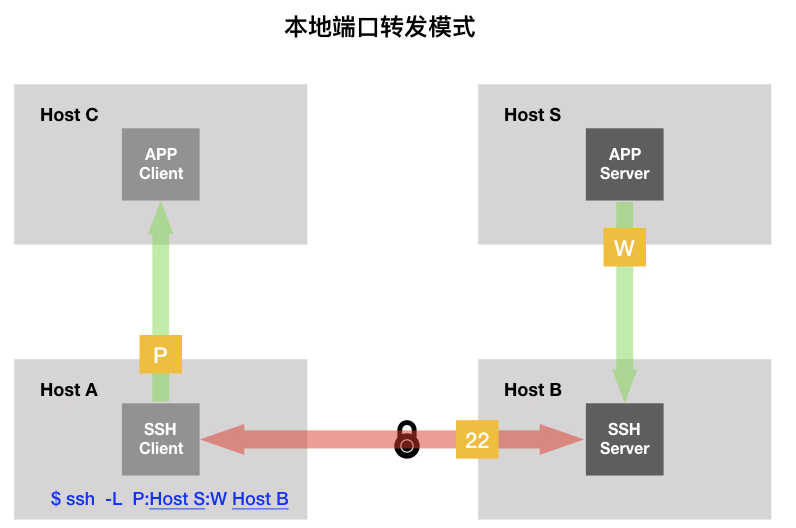 本地端口转发模式
Host C
APP
Client
Host S
APP
Server
W
P
Host A
SSH
Client
22
Host B
SSH
Server
$ ssh -L P:Host S:W Host B